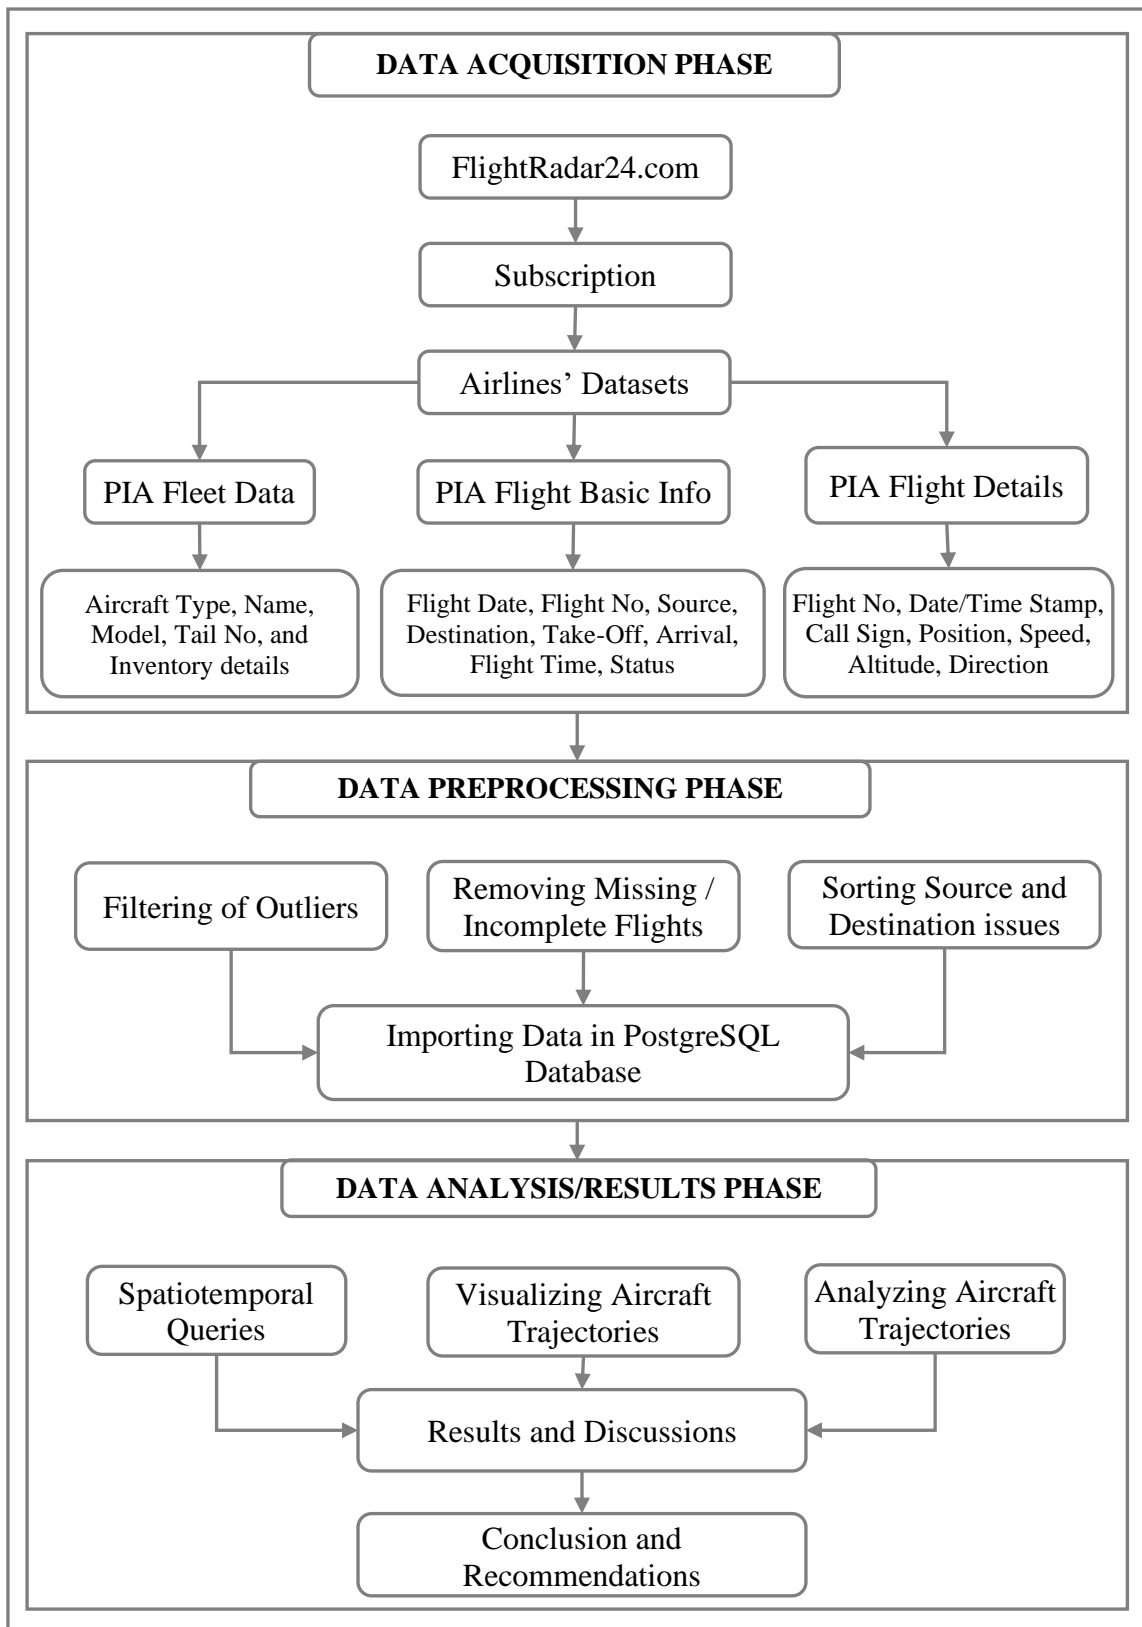 DATA ACQUISITION PHASE
FlightRadar24.com
Subscription
Airlines’ Datasets
PIA Fleet Data
PIA Flight Basic Info
PIA Flight Details
Aircraft Type, Name,
Model, Tail No, and
Inventory details
Flight Date, Flight No, Source,
Destination, Take-Off, Arrival,
Flight Time, Status
Flight No, Date/Time Stamp,
Call Sign, Position, Speed,
Altitude, Direction
DATA PREPROCESSING PHASE
Filtering of Outliers
Removing Missing /
Incomplete Flights
Sorting Source and
Destination issues
Importing Data in PostgreSQL
Database
DATA ANALYSIS/RESULTS PHASE
Spatiotemporal
Queries
Visualizing Aircraft
Trajectories
Analyzing Aircraft
Trajectories
Results and Discussions
Conclusion and
Recommendations